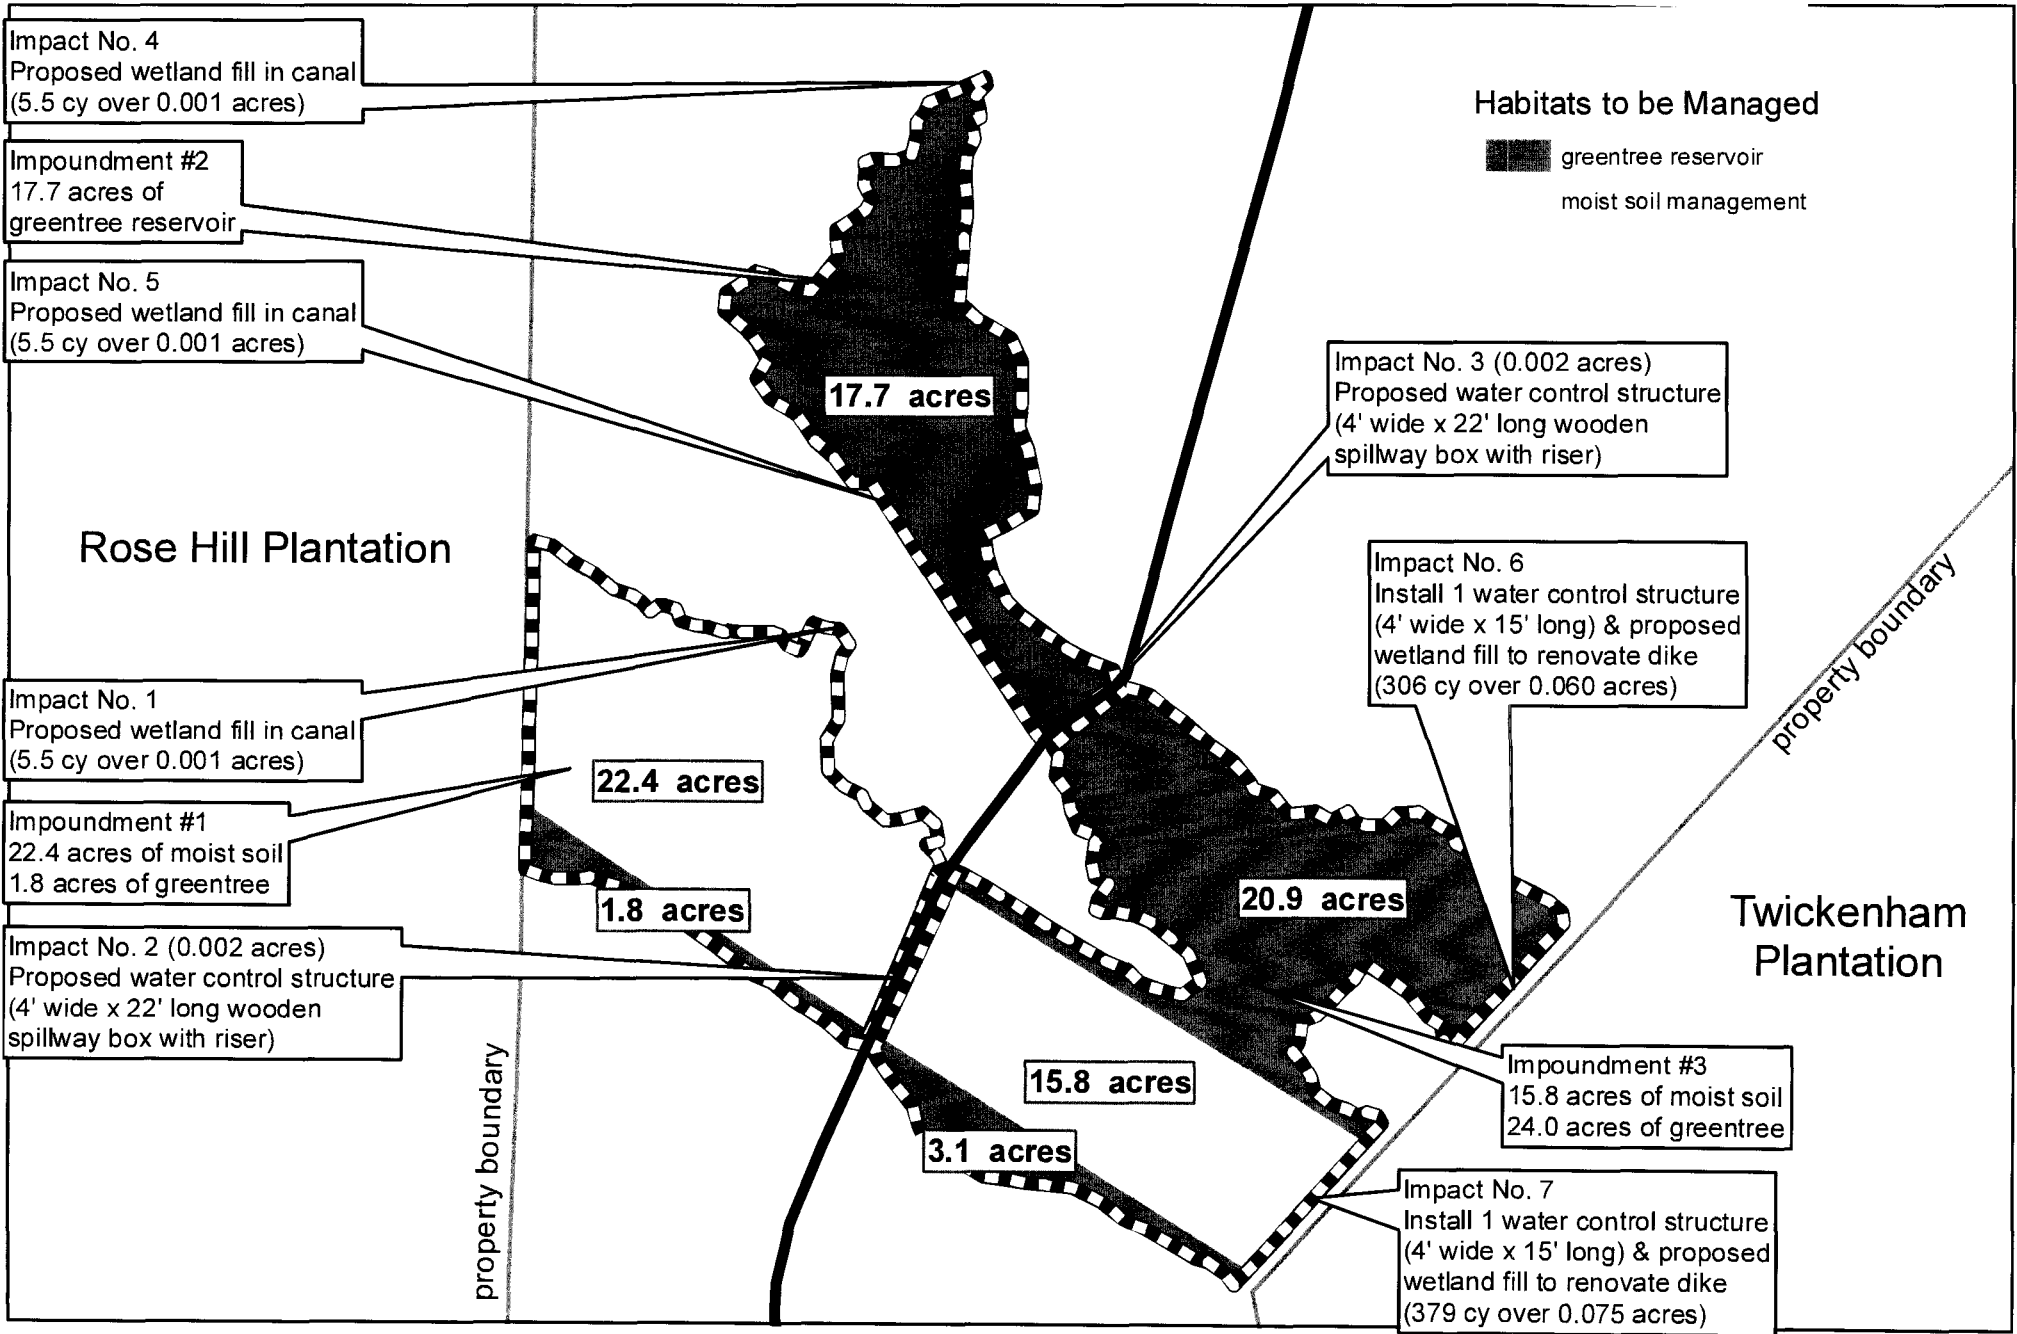 Impact No. 4
Proposed wetland fill in canal
(5.5 cy over 0.001 acres)
Impoundment #2
17.7 acres of
greentree reservoir
Impact No. 5
Proposed wetland fill in canal
(5.5 cy over 0.001 acres)
Habitats to be Managed
greentree reservoir
moist soil management
17.7 acres
Impact No. 3 (0.002 acres)
Proposed water control structure
(4' wide x 22' long wooden
spillway box with riser)
Rose Hill Plantation
Impact No. 6
Install 1 water control structure
(4' wide x 15' long) & proposed
wetland fill to renovate dike
(306 cy over 0.060 acres)
property boundary
Impact No. 1
Proposed wetland fill in canal
(5.5 cy over 0.001 acres)
22.4 acres
Impoundment #1
22.4 acres of moist soil
1.8 acres of greentree
1.8 acres
20.9 acres
Twickenham
Plantation
Impact No. 2 (0.002 acres)
Proposed water control structure
(4' wide x 22' long wooden
spillway box with riser)
property boundary
15.8 acres
Impoundment #3
15.8 acres of moist soil
24.0 acres of greentree
3.1 acres
Impact No. 7
Install 1 water control structure
(4' wide x 15' long) & proposed
wetland fill to renovate dike
(379 cy over 0.075 acres)